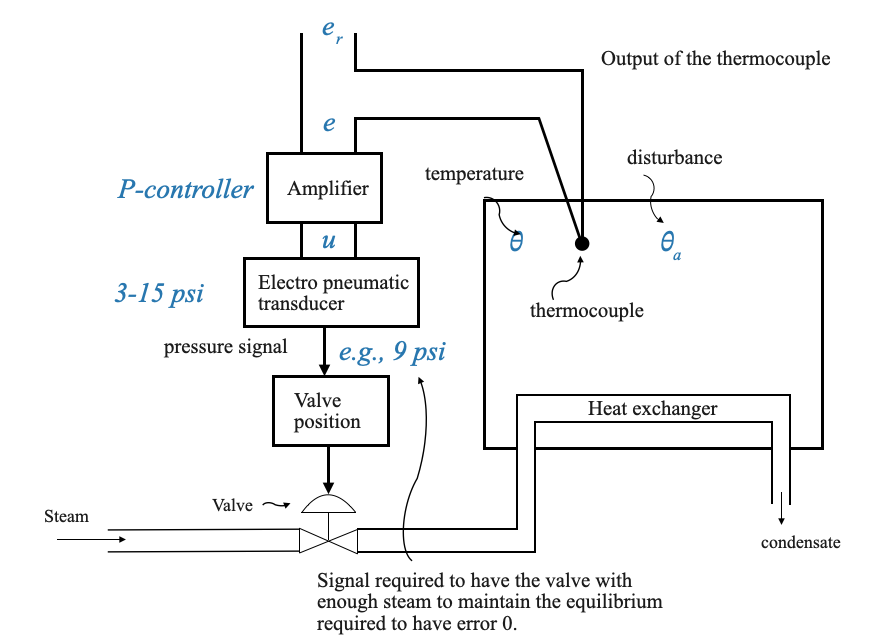 e_r
Output of the thermocouple
e
disturbance
temperature
P-controller
Amplifier
u
θ
θ_a
Electro pneumatic
transducer
3-15 psi
thermocouple
pressure signal
e.g., 9 psi
Valve
position
Heat exchanger
Valve
Steam
condensate
Signal required to have the valve with
enough steam to maintain the equilibrium
required to have error 0.